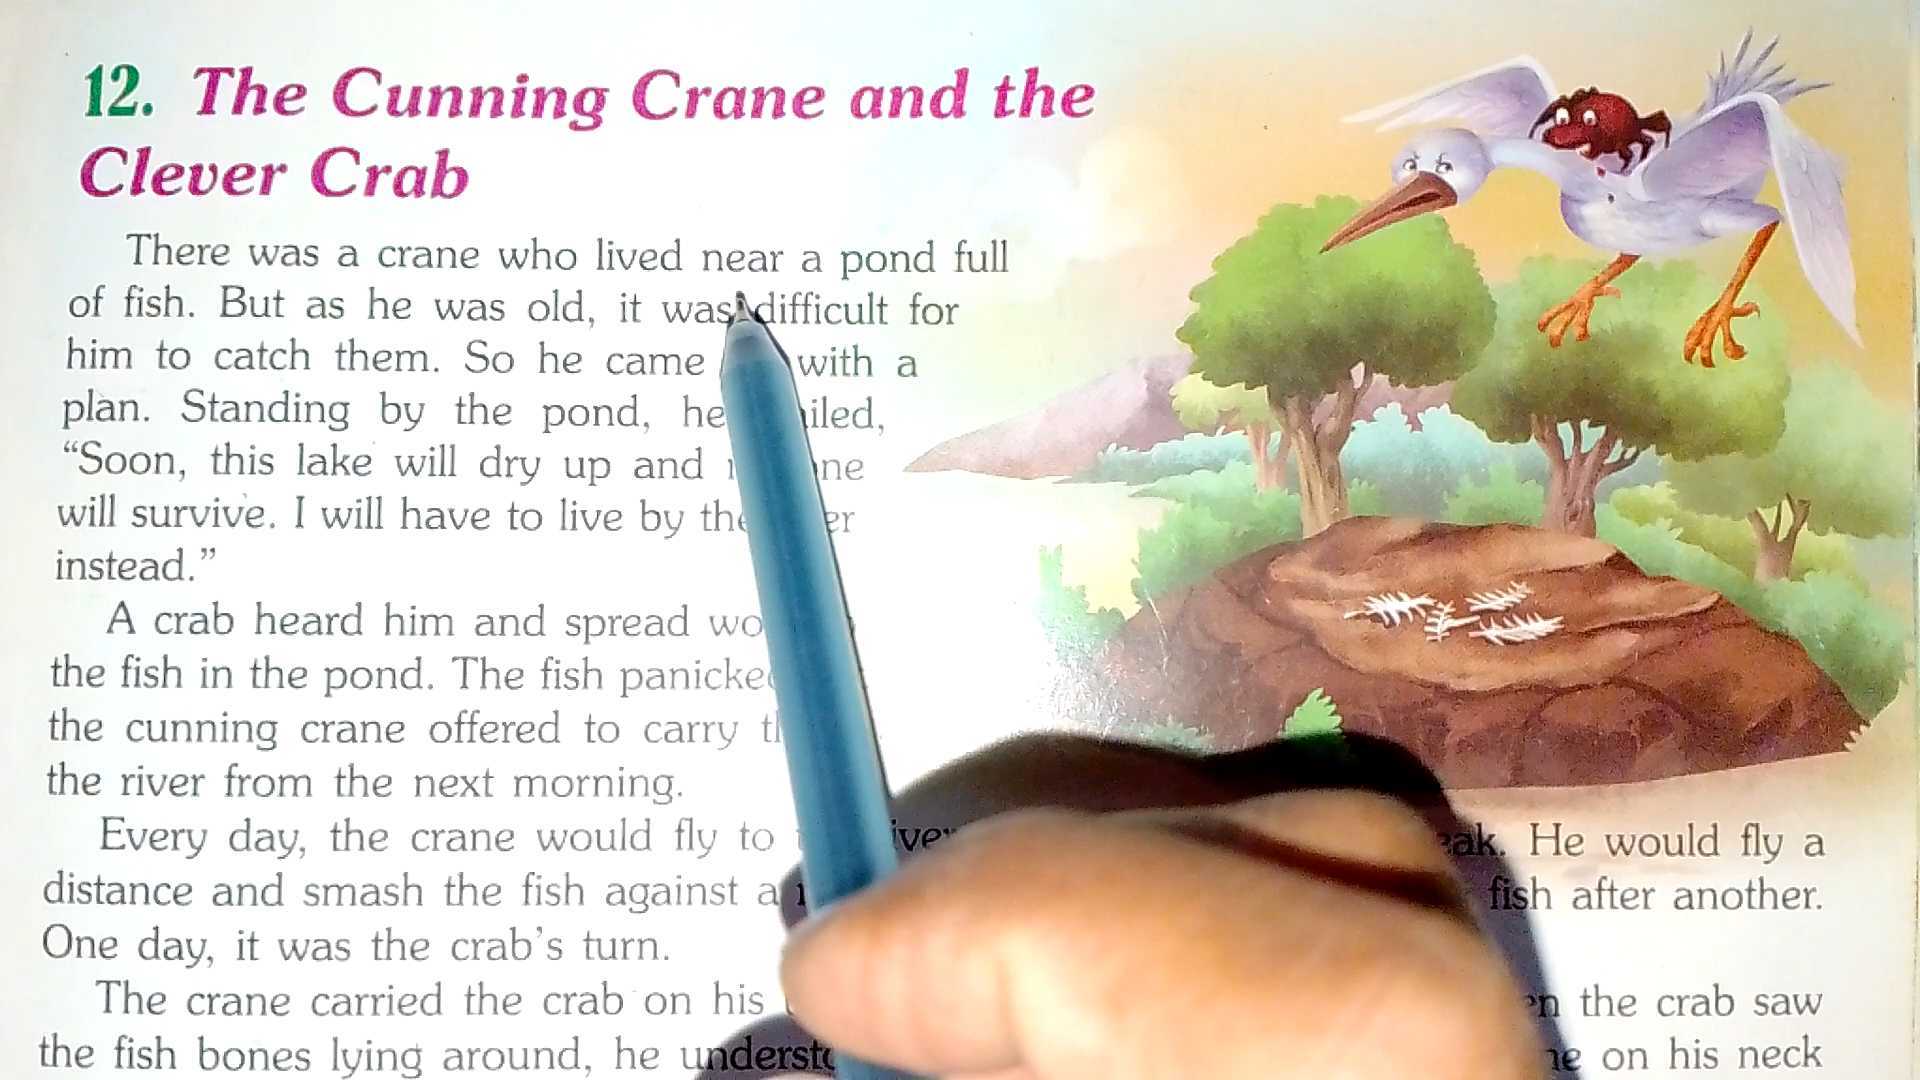 12. The Cunning Crane and the
Clever Crab
There was a crane who lived near a pond full
of fish. But as he was old, it was difficult for
him to catch them. So he came with a
plan. Standing by the pond, he
“Soon, this lake will dry up and
will survive. I will have to live by the
instead.”
A crab heard him and spread
the fish in the pond. The fish
the cunning crane offered to carry
the river from the next morning.
Every day, the crane would fly to He would fly a
distance and smash the fish against a fish after another.
One day, it was the crab’s turn.
The crane carried the crab on his the crab saw
the fish bones lying around, he on his neck